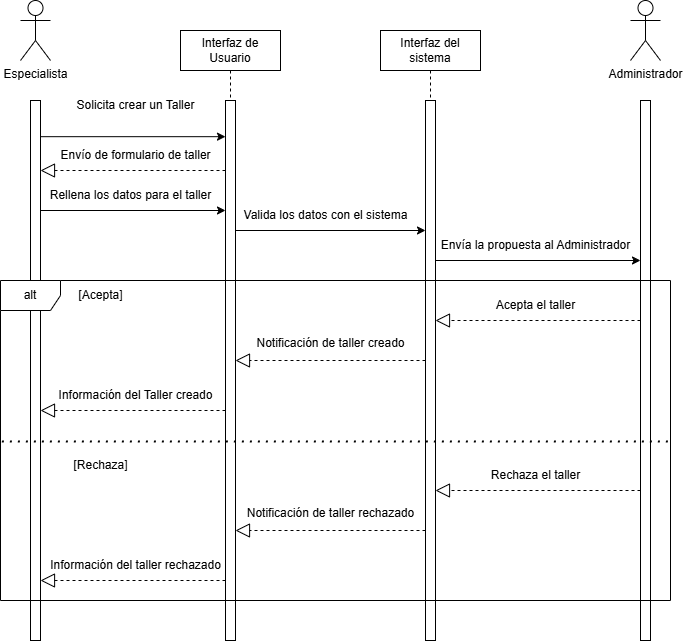 Especialista
Interfaz de
Usuario
Interfaz del
sistema
Administrador
Solicita crear un Taller
Envío de formulario de taller
Rellena los datos para el taller
Valida los datos con el sistema
Envía la propuesta al Administrador
alt
[Acepta]
Acepta el taller
Notificación de taller creado
Información del Taller creado
[Rechaza]
Rechaza el taller
Notificación de taller rechazado
Información del taller rechazado